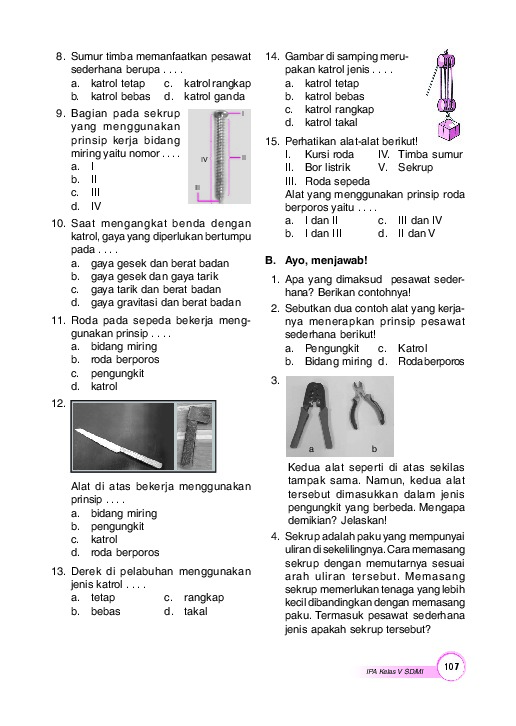 8. Sumur timba memanfaatkan pesawat
sederhana berupa . . . .
a. katrol tetap c. katrol rangkap
b. katrol bebas d. katrol ganda
9. Bagian pada sekrup
yang menggunakan
prinsip kerja bidang
miring yaitu nomor . . . .
a. I
b. II
c. III
d. IV
I
IV
II
III
10. Saat mengangkat benda dengan
katrol, gaya yang diperlukan bertumpu
pada . . . .
a. gaya gesek dan berat badan
b. gaya gesek dan gaya tarik
c. gaya tarik dan berat badan
d. gaya gravitasi dan berat badan
11. Roda pada sepeda bekerja meng-
gunakan prinsip . . . .
a. bidang miring
b. roda berporos
c. pengungkit
d. katrol
12.
Alat di atas bekerja menggunakan
prinsip . . . .
a. bidang miring
b. pengungkit
c. katrol
d. roda berporos
13. Derek di pelabuhan menggunakan
jenis katrol . . . .
a. tetap c. rangkap
b. bebas d. takal
14. Gambar di samping meru-
pakan katrol jenis . . . .
a. katrol tetap
b. katrol bebas
c. katrol rangkap
d. katrol takal
15. Perhatikan alat-alat berikut!
I. Kursi roda IV. Timba sumur
II. Bor listrik V. Sekrup
III. Roda sepeda
Alat yang menggunakan prinsip roda
berporos yaitu . . . .
a. I dan II c. III dan IV
b. I dan III d. II dan V
B. Ayo, menjawab!
1. Apa yang dimaksud pesawat seder-
hana? Berikan contohnya!
2. Sebutkan dua contoh alat yang kerja-
nya menerapkan prinsip pesawat
sederhana berikut!
a. Pengungkit c. Katrol
b. Bidang miring d. Roda berporos
3.
a b
Kedua alat seperti di atas sekilas
tampak sama. Namun, kedua alat
tersebut dimasukkan dalam jenis
pengungkit yang berbeda. Mengapa
demikian? Jelaskan!
4. Sekrup adalah paku yang mempunyai
uliran di sekelilingnya. Cara memasang
sekrup dengan memutarnya sesuai
arah uliran tersebut. Memasang
sekrup memerlukan tenaga yang lebih
kecil dibandingkan dengan memasang
paku. Termasuk pesawat sederhana
jenis apakah sekrup tersebut?
IPA Kelas V SD/MI 107